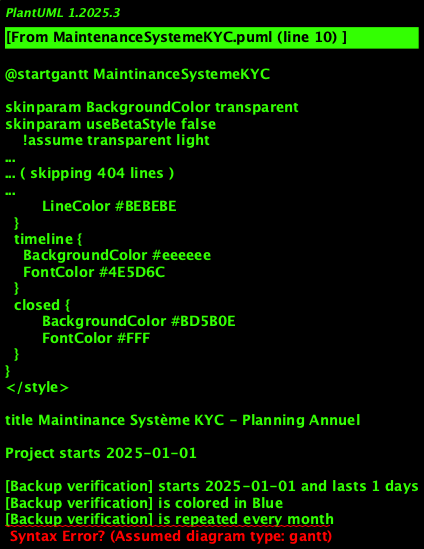 PlantUML 1.2025.3
[From MaintenanceSystemeKYC.puml (line 10) ]
@startgantt MaintinanceSystemeKYC
skinparam BackgroundColor transparent
skinparam useBetaStyle false
!assume transparent light
...
... ( skipping 404 lines )
...
LineColor #BEBEBE
}
timeline {
BackgroundColor #eeeeee
FontColor #4E5D6C
}
closed {
BackgroundColor #BD5B0E
FontColor #FFF
}
}
</style>
title Maintinance Système KYC - Planning Annuel
Project starts 2025-01-01
[Backup verification] starts 2025-01-01 and lasts 1 days
[Backup verification] is colored in Blue
[Backup verification] is repeated every month
Syntax Error? (Assumed diagram type: gantt)